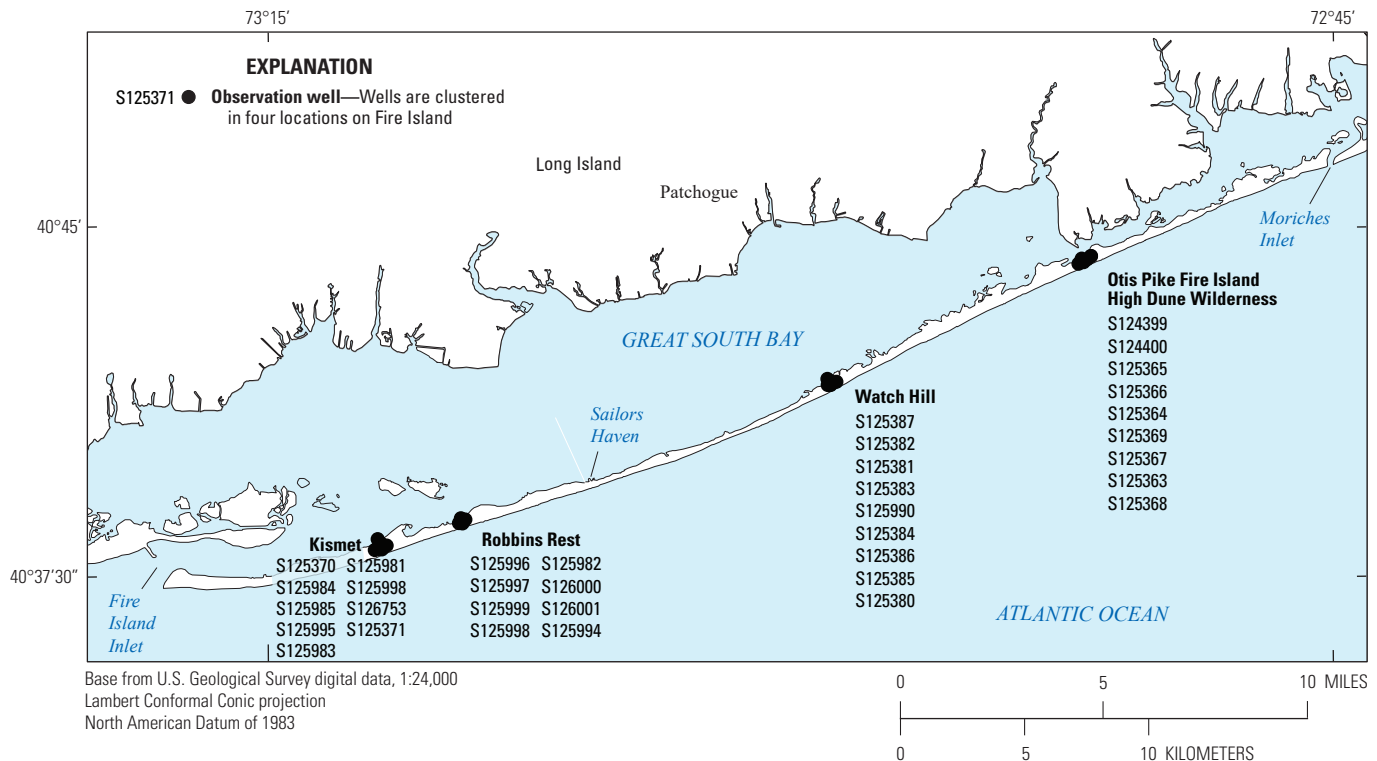 73°15’
72°45’
EXPLANATION
S125371 Observation well—Wells are clustered
in four locations on Fire Island
Long Island
Patchogue
40°45’
Moriches
Inlet
Otis Pike Fire Island
High Dune Wilderness
S124399
S124400
S125365
S125366
S125364
S125369
S125367
S125363
S125368
GREAT SOUTH BAY
Watch Hill
S125387
S125382
S125381
S125383
S125990
S125384
S125386
S125385
S125380
Sailors
Haven
Kismet
S125370 S125981
S125984 S125998
S125985 S126753
S125995 S125371
S125983
Robbins Rest
S125996 S125982
S125997 S126000
S125999 S126001
S125998 S125994
40°37’30”
Fire
Island
Inlet
ATLANTIC OCEAN
Base from U.S. Geological Survey digital data, 1:24,000
Lambert Conformal Conic projection
North American Datum of 1983
0 5 10 MILES
0 5 10 KILOMETERS